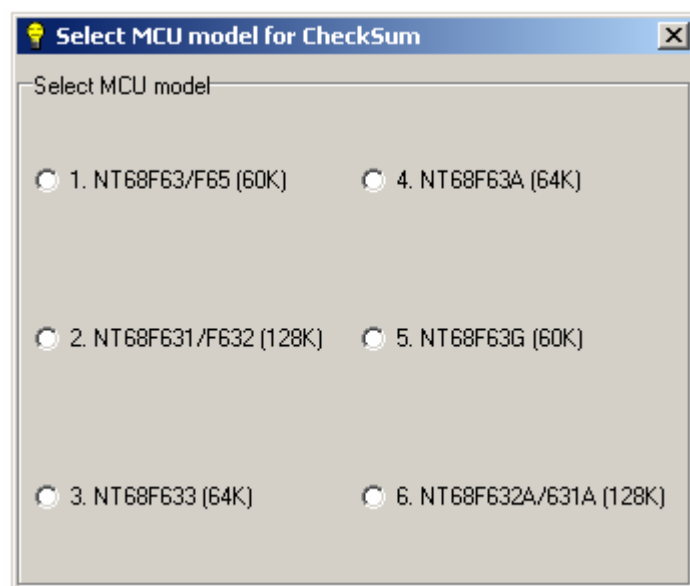 Select MCU model for CheckSum
Select MCU model
1. NT68F63/F65 (60K)
4. NT68F63A (64K)
2. NT68F631/F632 (128K)
5. NT68F63G (60K)
3. NT68F633 (64K)
6. NT68F632A/631A (128K)